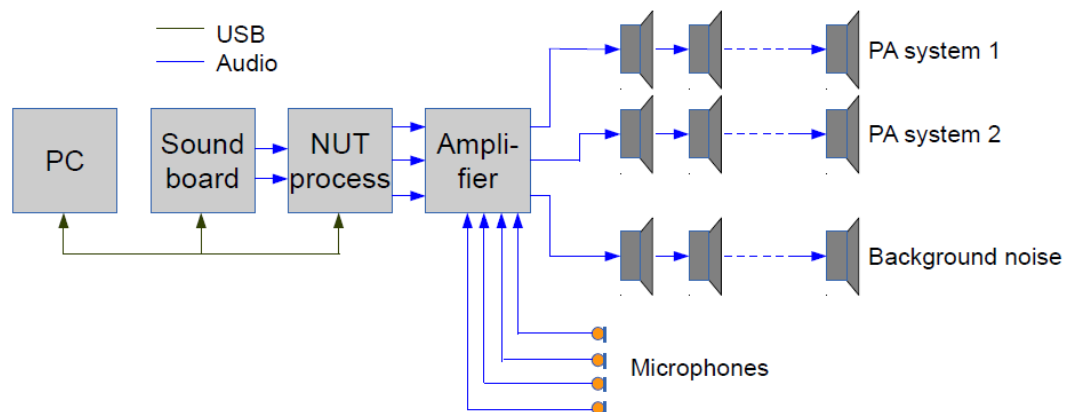 USB
Audio
PA system 1
PC
Sound
board
NUT
process
Ampli-
fier
PA system 2
Background noise
Microphones